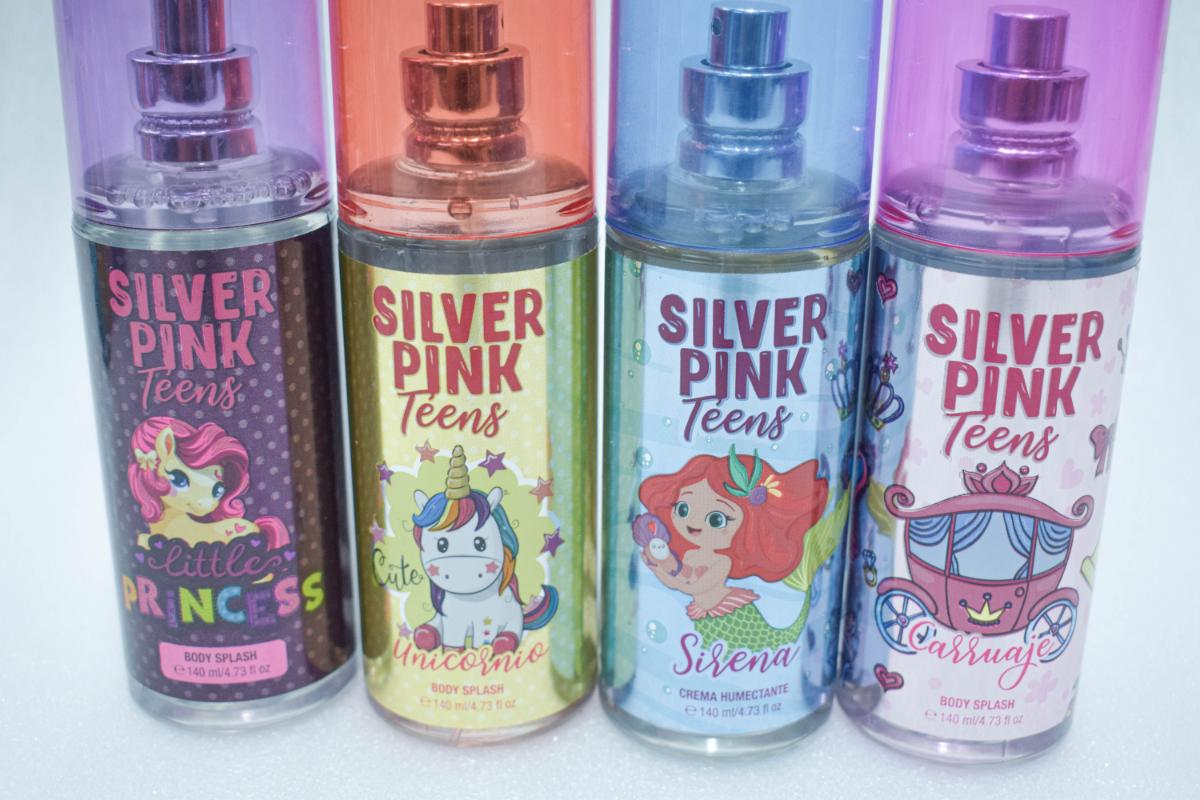 SILVER
PINK
Teens
little
PRINCESS
BODY SPLASH
℮ 140 ml/4.73 fl oz
SILVER
PINK
Teens
Cute
Unicornio
BODY SPLASH
℮ 140 ml/4.73 fl oz
SILVER
PINK
Teens
Sirena
CREMA HUMECTANTE
℮ 140 ml/4.73 fl oz
SILVER
PINK
Teens
Carruaje
BODY SPLASH
℮ 140 ml/4.73 fl oz